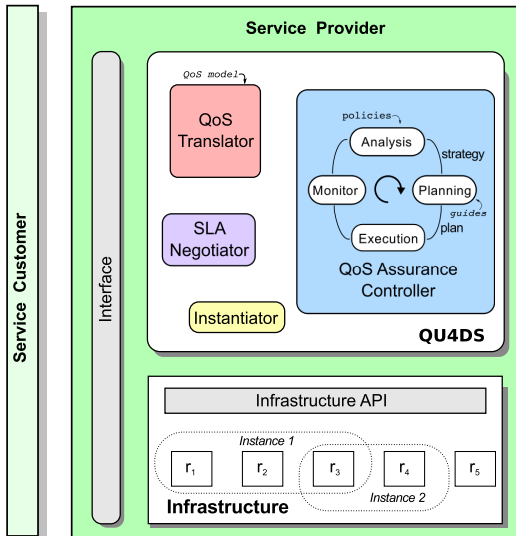 Service Customer
Service Provider
Interface
QoS model
QoS
Translator
policies
Analysis
strategy
Monitor
Planning
guides
plan
Execution
QoS Assurance
Controller
SLA
Negotiator
Instantiator
QU4DS
Infrastructure API
Instance 1
r1
r2
r3
r4
r5
Instance 2
Infrastructure